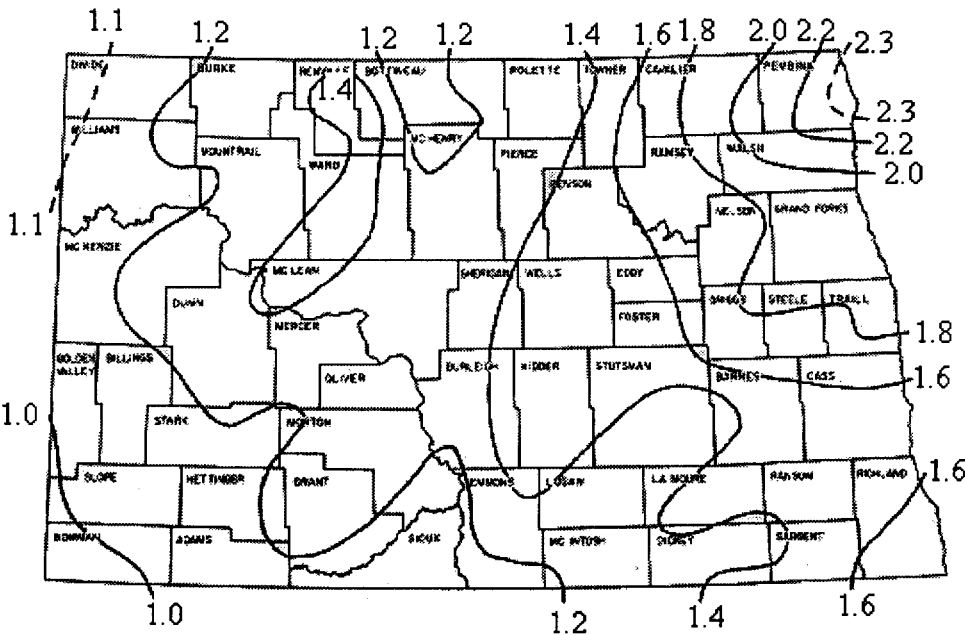 1.1
1.2
1.2
1.2
1.4
1.6
1.8
2.0
2.2
2.3
DIVIDE
BURKE
RENVILLE
BOTTINEAU
ROLETTE
TOWNER
CAVALIER
PEMBINA
1.4
2.3
WILLIAMS
MOUNTRAIL
WARD
MC HENRY
PIERCE
RAMSEY
WALSH
2.2
2.0
BENSON
NELSON
GRAND FORKS
1.1
MC KENZIE
MC LEAN
SHERIDAN
WELLS
EDDY
DUNN
MERCER
FOSTER
GRIGGS
STEELE
TRAILL
1.8
GOLDEN
VALLEY
BILLINGS
OLIVER
BURLEIGH
KIDDER
STUTSMAN
BARNES
CASS
1.6
1.0
STARK
MORTON
SLOPE
HETTINGER
GRANT
EMMONS
LOGAN
LA MOURE
RANSOM
RICHLAND
1.6
BOWMAN
ADAMS
SIOUX
MC INTOSH
DICKEY
SARGENT
1.0
1.2
1.4
1.6